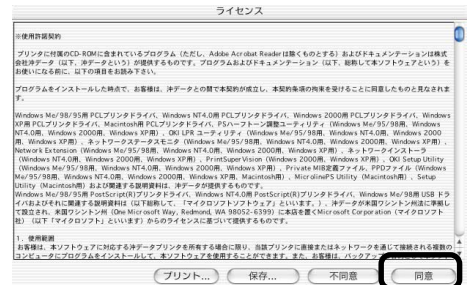 ライセンス
※使用許諾契約
プリンタに付属のCD-ROMに含まれているプログラム（ただし、Adobe Acrobat Readerは除くものとする）およびドキュメンテーションは株式
会社沖データ（以下、沖データという）が提供するものです。プログラムおよびドキュメンテーション（以下、総称して本ソフトウェアという）を
お使いになる前に、以下の項目をお読み下さい。
プログラムをインストールした時点で、お客様は、沖データとの間で本契約が成立し、本契約条項の拘束を受けることに同意したものと見なされま
す。
Windows Me/98/95用 PCLプリンタドライバ、Windows NT4.0用 PCLプリンタドライバ、Windows 2000用 PCLプリンタドライバ、Windows
XP用 PCLプリンタドライバ、Macintosh用 PCLプリンタドライバ、PSハーフトーン調整ユーティリティ（Windows Me/95/98用、Windows
NT4.0用、Windows 2000用、Windows XP用）、OKI LPR ユーティリティ（Windows Me/95/98用、Windows NT4.0用、Windows 2000
用、Windows XP用）、ネットワークステータスモニタ（Windows Me/95/98用、Windows NT4.0用、Windows 2000用、Windows XP用）、
Network Extension（Windows Me/95/98用、Windows NT4.0用、Windows 2000用、Windows XP用）、ネットワークインストーラ
（Windows NT4.0用、Windows 2000用、Windows XP用）、PrintSuperVision（Windows 2000用、Windows XP用）、OKI Setup Utility
（Windows Me/95/98用、Windows NT4.0用、Windows 2000用、Windows XP用）、Private MIB定義ファイル、PPDファイル（Windows
Me/95/98用、Windows NT4.0用、Windows 2000用、Windows XP用、Macintosh用）、MicrolinePS Utility（Macintosh用）、Setup
Utility（Macintosh用）および関連する説明資料は、沖データが提供するものです。
Windows Me/98/95用 PostScript(R)プリンタドライバ、Windows NT4.0用 PostScript(R)プリンタドライバ、Windows Me/98用 USB ドラ
イバおよびそれに関連する説明資料は（以下総称して、「マイクロソフトソフトウェア」といいます）、沖データが米国ワシントン州法に準拠し
て設立され、米国ワシントン州（One Microsoft Way, Redmond, WA 98052-6399）に本店を置くMicrosoft Corporation（マイクロソフト
社）（以下「マイクロソフト」といいます）からのライセンスに基づいて提供するものです。
1．使用範囲
お客様は、本ソフトウェアに対応する沖データプリンタを所有する場合に限り、当該プリンタに直接またはネットワークを通じて接続される複数の
コンピュータにプログラムをインストールして、本ソフトウェアを使用することができます。また、お客様は、バックアップ
プリント... 保存... 不同意 同意